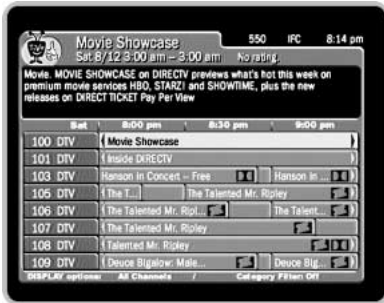 Movie Showcase 550 IFC 8:14 pm
Sat 8/12 3:00 am – 3:00 am No rating.
Movie. MOVIE SHOWCASE on DIRECTV previews what's hot this week on
premium movie services HBO, STARZ! and SHOWTIME, plus the new
releases on DIRECT TICKET Pay Per View
Sat 8:00 pm 8:30 pm 9:00 pm
100 DTV Movie Showcase
101 DTV Inside DIRECTV
103 DTV Hanson in Concert – Free Hanson in ...
105 DTV The T... The Talented Mr. Ripley
106 DTV The Talented Mr. Ripl... The Talent...
107 DTV The Talented Mr. Ripley
108 DTV Talented Mr. Ripley
109 DTV Deuce Bigalow: Male... Deuce Big...
DISPLAY options: All Channels / Category Filter: Off